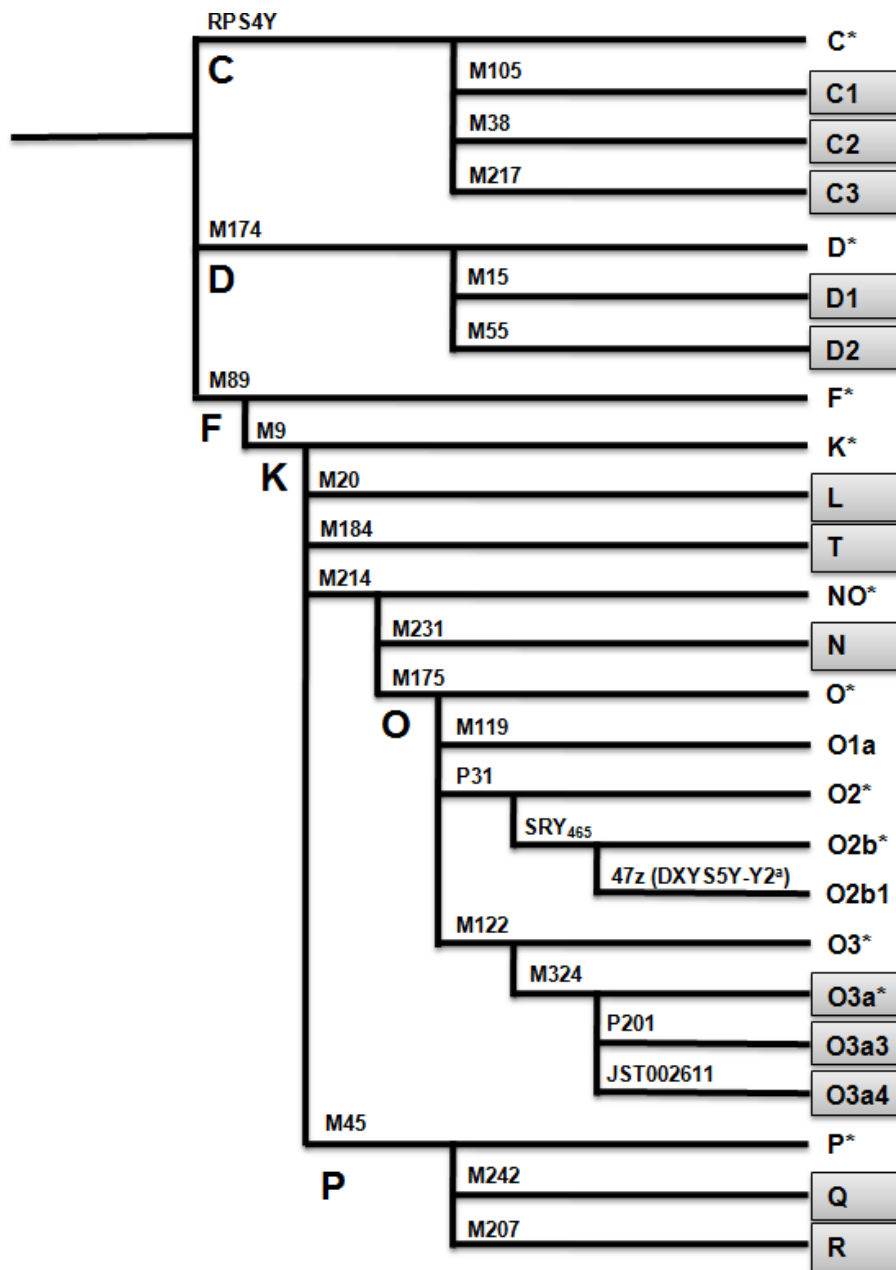 RPS4Y
C*
C
M105
C1
M38
C2
M217
C3
M174
D*
D
M15
D1
M55
D2
M89
F*
F
M9
K*
K
M20
L
M184
T
M214
NO*
M231
N
M175
O*
O
M119
O1a
P31
O2*
SRY465
O2b*
47z (DXYS5Y-Y2ª)
O2b1
M122
O3*
M324
O3a*
P201
O3a3
JST002611
O3a4
M45
P*
P
M242
Q
M207
R